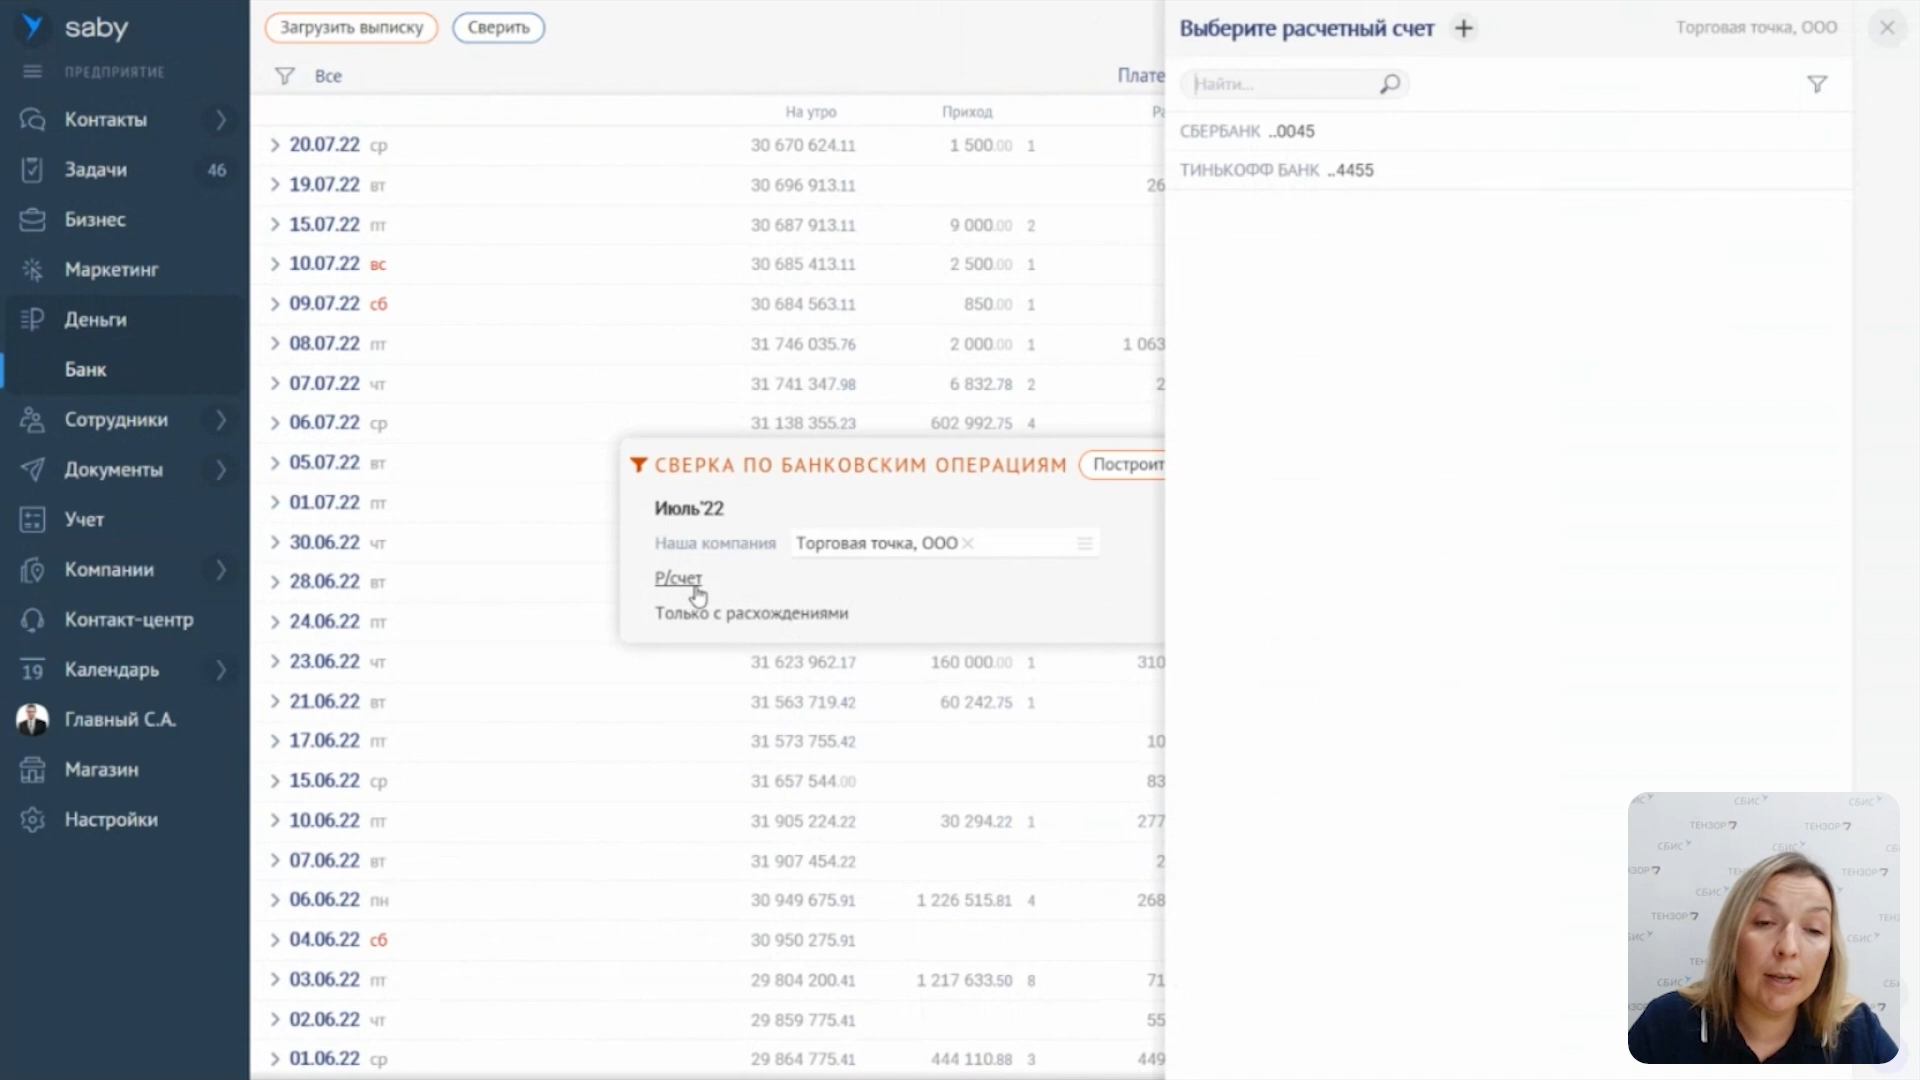 saby
ПРЕДПРИЯТИЕ
Контакты
Задачи 46
Бизнес
Маркетинг
Деньги
Банк
Сотрудники
Документы
Учет
Компании
Контакт-центр
19 Календарь
Главный С.А.
Магазин
Настройки
Загрузить выписку Сверить
Все Плате
На утро Приход Ра
20.07.22 ср 30 670 624.11 1 500.00 1
19.07.22 вт 30 696 913.11 26
15.07.22 пт 30 687 913.11 9 000.00 2
10.07.22 вс 30 685 413.11 2 500.00 1
09.07.22 сб 30 684 563.11 850.00 1
08.07.22 пт 31 746 035.76 2 000.00 1 1 063
07.07.22 чт 31 741 347.98 6 832.78 2 2
06.07.22 ср 31 138 355.23 602 992.75 4
05.07.22 вт
01.07.22 пт
30.06.22 чт
28.06.22 вт
24.06.22 пт
23.06.22 чт 31 623 962.17 160 000.00 1 310
21.06.22 вт 31 563 719.42 60 242.75 1
17.06.22 пт 31 573 755.42 10
15.06.22 ср 31 657 544.00 83
10.06.22 пт 31 905 224.22 30 294.22 1 277
07.06.22 вт 31 907 454.22 2
06.06.22 пн 30 949 675.91 1 226 515.81 4 268
04.06.22 сб 30 950 275.91
03.06.22 пт 29 804 200.41 1 217 633.50 8 71
02.06.22 чт 29 859 775.41 55
01.06.22 ср 29 864 775.41 444 110.88 3 449
СВЕРКА ПО БАНКОВСКИМ ОПЕРАЦИЯМ Построит
Июль'22
Наша компания Торговая точка, ООО
Р/счет
Только с расхождениями
Выберите расчетный счет + Торговая точка, ООО
Найти...
СБЕРБАНК ..0045
ТИНЬКОФФ БАНК ..4455
СБИС СБИС
ТЕНЗОР ТЕНЗОР
СБИС СБИС
ТЕНЗОР
СБИС
ТЕНЗОР
СБИС
СБИС